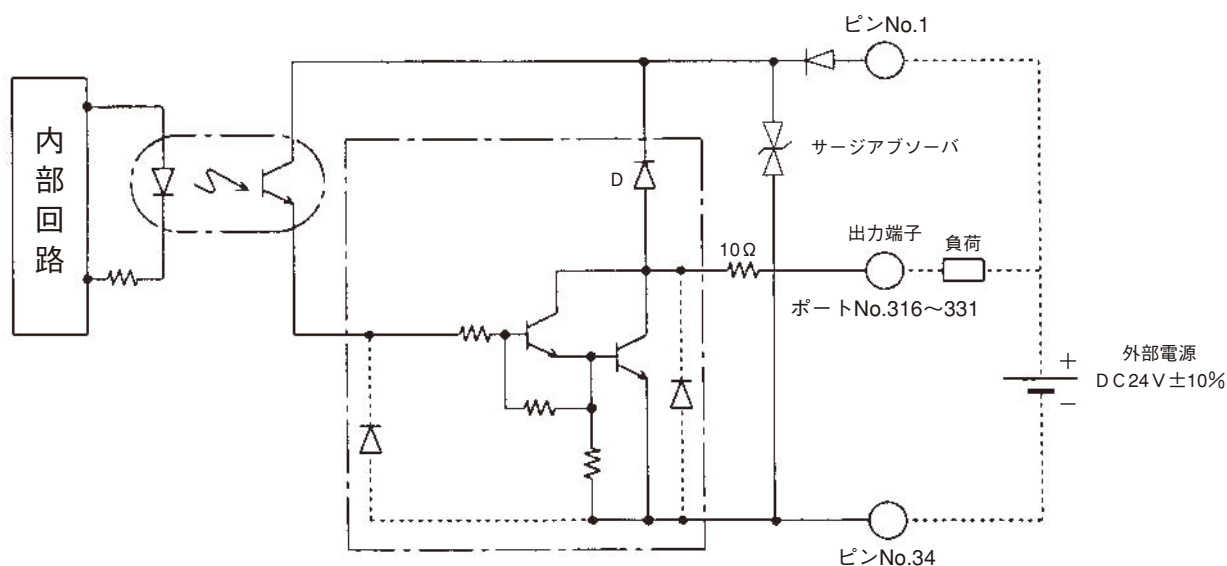 ピンNo.1
内部回路
サージアブソーバ
D
出力端子
負荷
10Ω
ポートNo.316～331
＋
外部電源
ＤＣ24Ｖ±10％
－
ピンNo.34